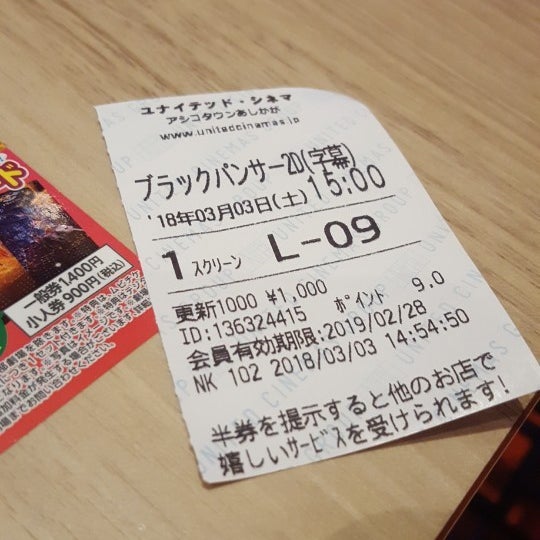 ユナイテッド・シネマ
アシコタウンあしかが
www.unitedcinemas.jp
ブラックパンサー2D(字幕)
'18年03月03日(土) 15:00
1 スクリーン L-09
更新1000 ¥1,000 ポイント 9.0
ID:136324415
会員有効期限:2019/02/28
NK 102 2018/03/03 14:54:50
半券を提示すると他のお店で
嬉しいサービスを受けられます!
一般券1,400円
小人券900円(税込)